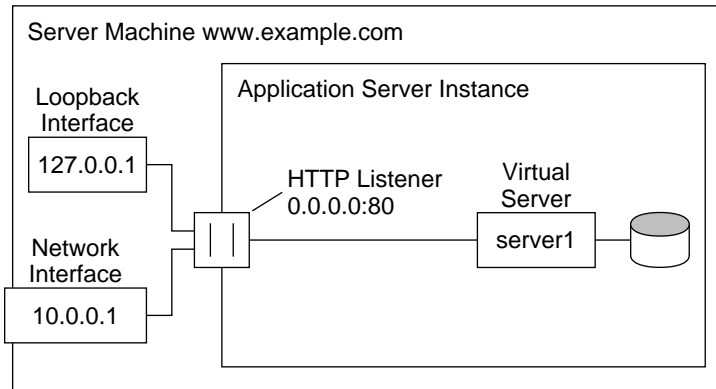 Server Machine www.example.com
Application Server Instance
Loopback
Interface
127.0.0.1
HTTP Listener
0.0.0.0:80
Virtual
Server
server1
Network
Interface
10.0.0.1